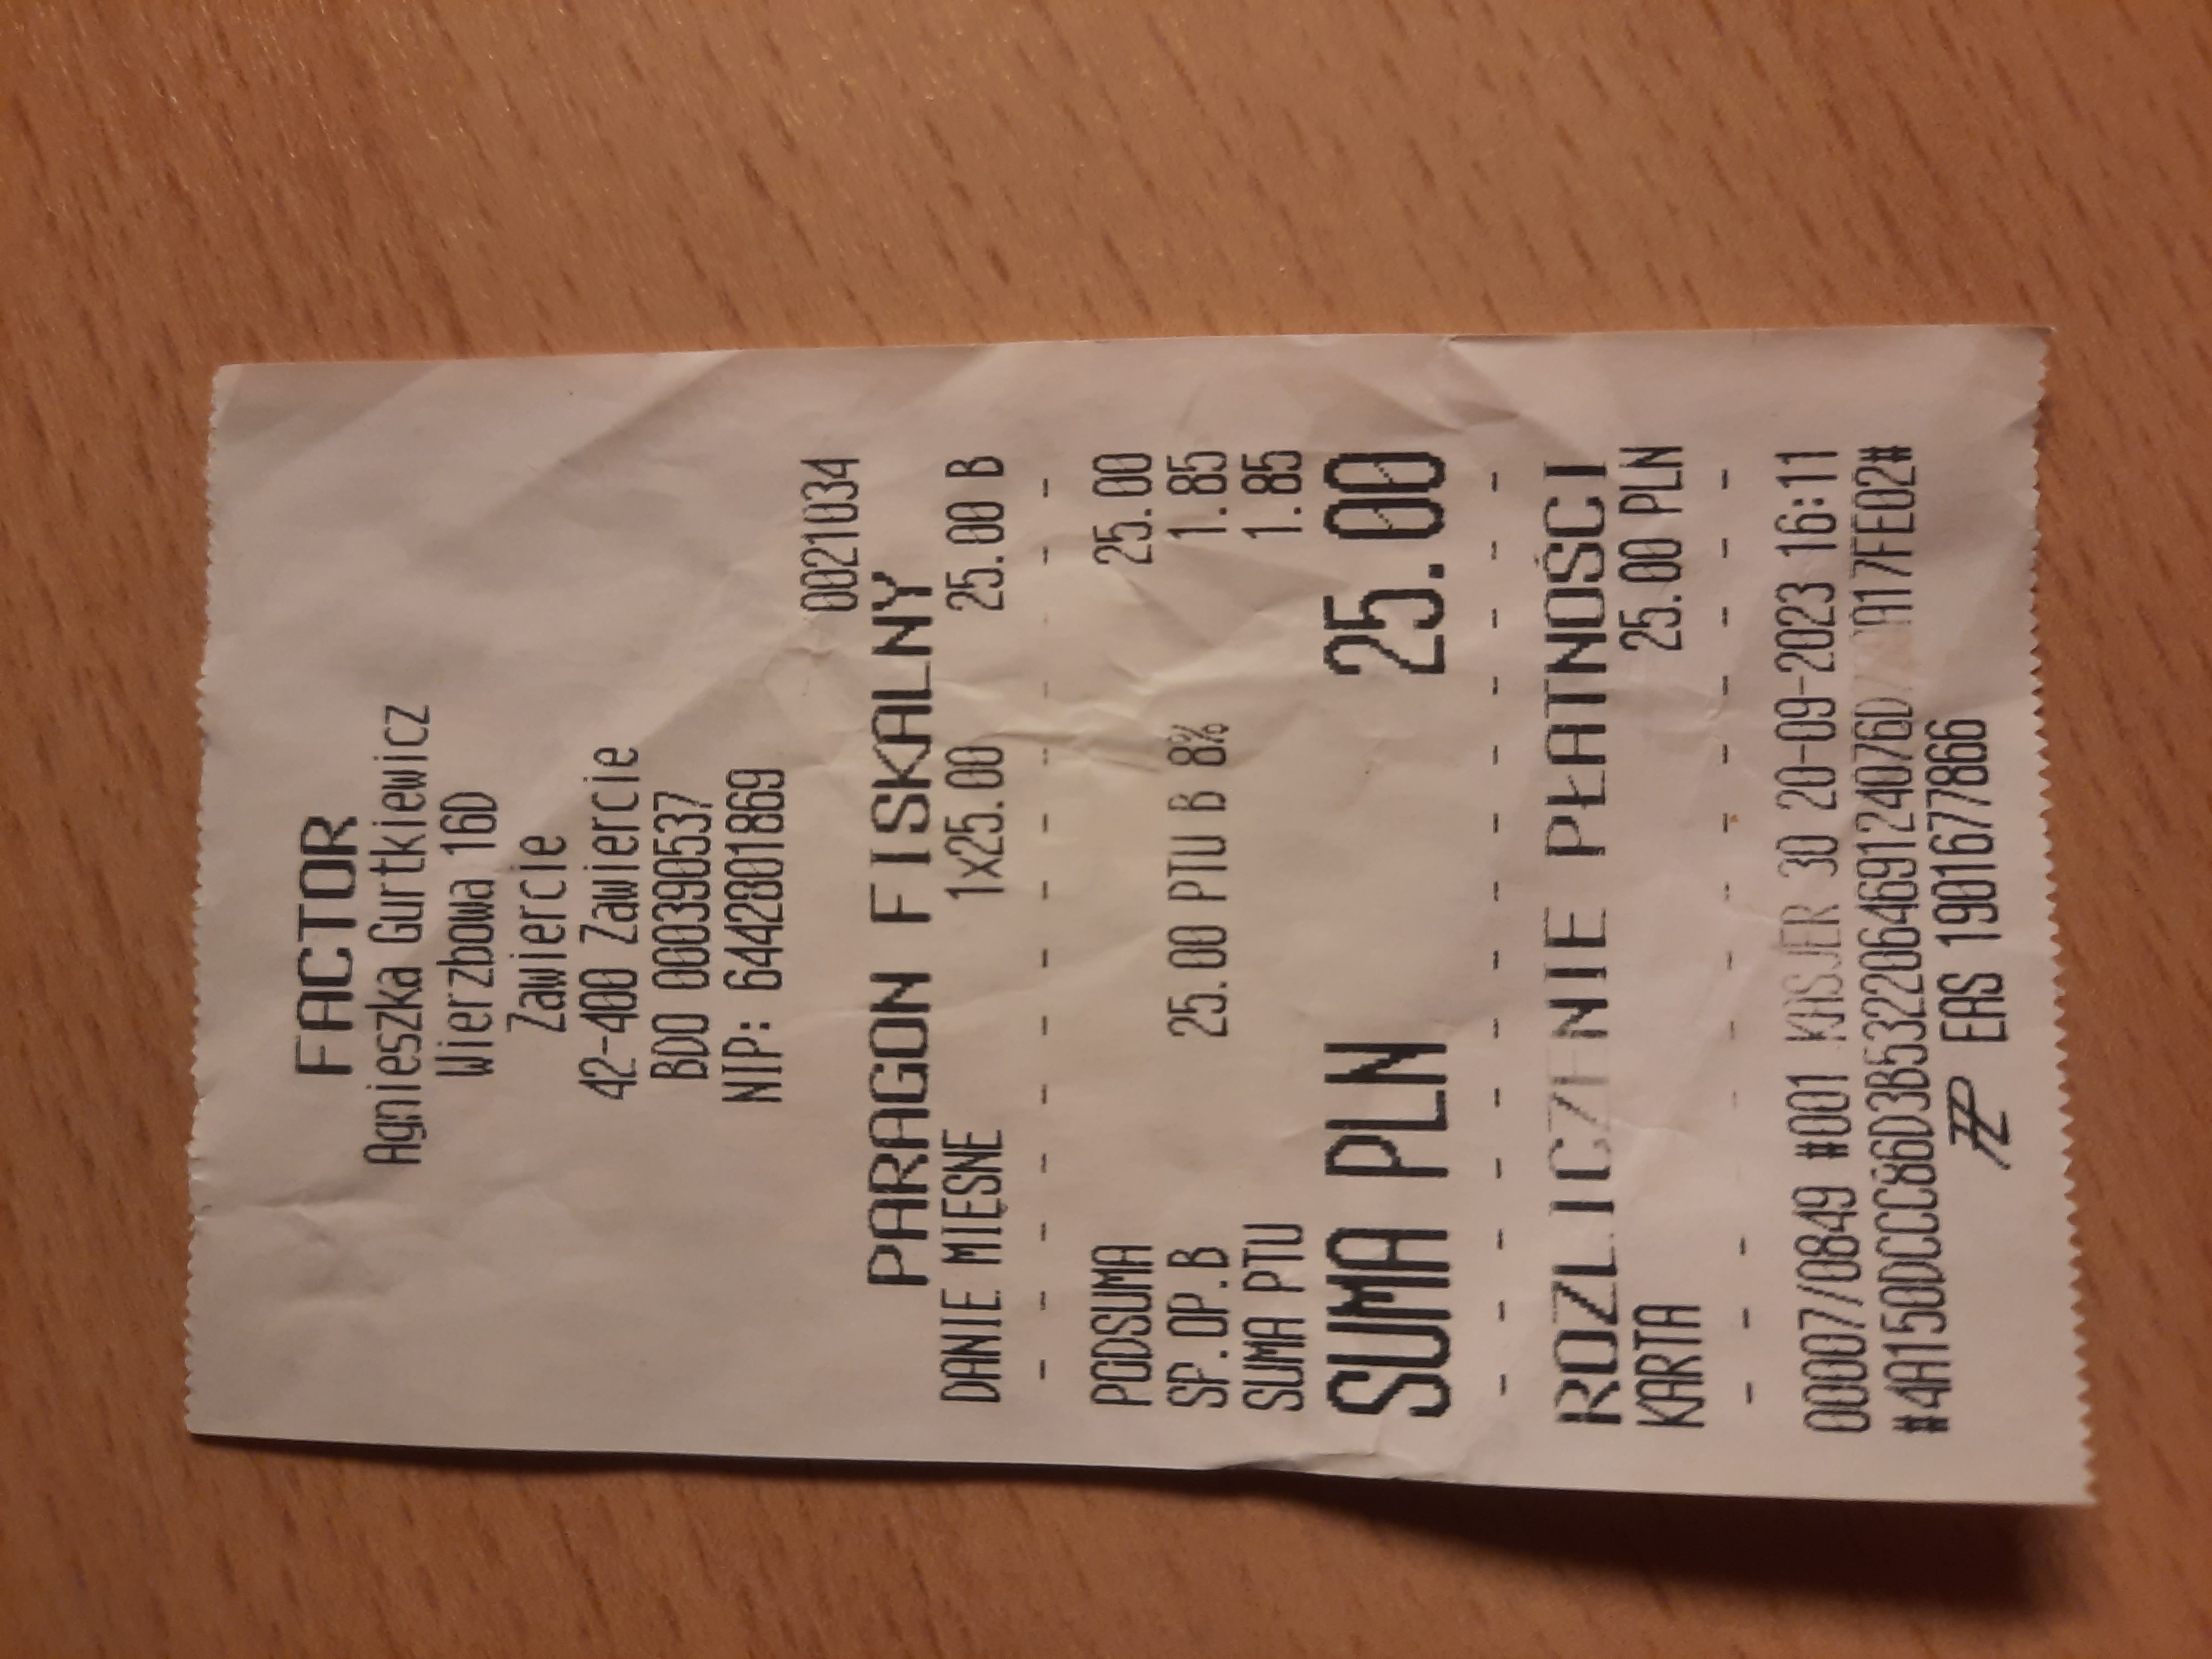 FACTOR
Agnieszka Gurtkiewicz
Wierzbowa 16D
Zawiercie
42-400 Zawiercie
BDO 000390537
NIP: 6442801869
0021034
PARAGON FISKALNY
DANIE MIĘSNE 1x25.00 25.00 B
- - - - - - - - - - - - - -
PODSUMA 25.00
SP.OP.B 25.00 PTU B 8% 1.85
SUMA PTU 1.85
SUMA PLN 25.00
- - - - - - - - - - - - - -
ROZLICZENIE PŁATNOŚCI
KARTA 25.00 PLN
- - - - - - - - - - - - - -
00007/0849 #001 KASJER 30 20-09-2023 16:11
EAS 1901677866